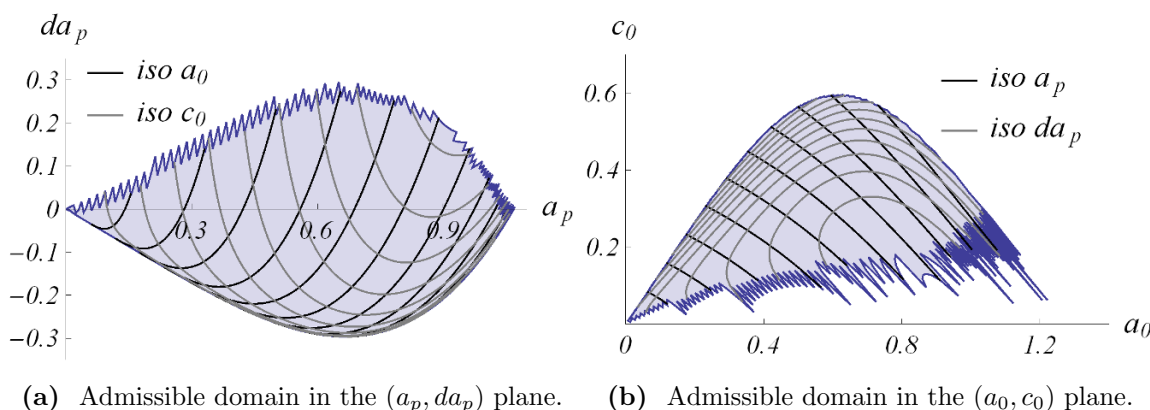 da_p
0.3
0.2
0.1
0
−0.1
−0.2
−0.3
iso a_0
iso c_0
0.3
0.6
0.9
a_p
c_0
0.6
0.4
0.2
iso a_p
iso da_p
0
0.4
0.8
1.2
a_0
(a) Admissible domain in the (a_p, da_p) plane.
(b) Admissible domain in the (a_0, c_0) plane.